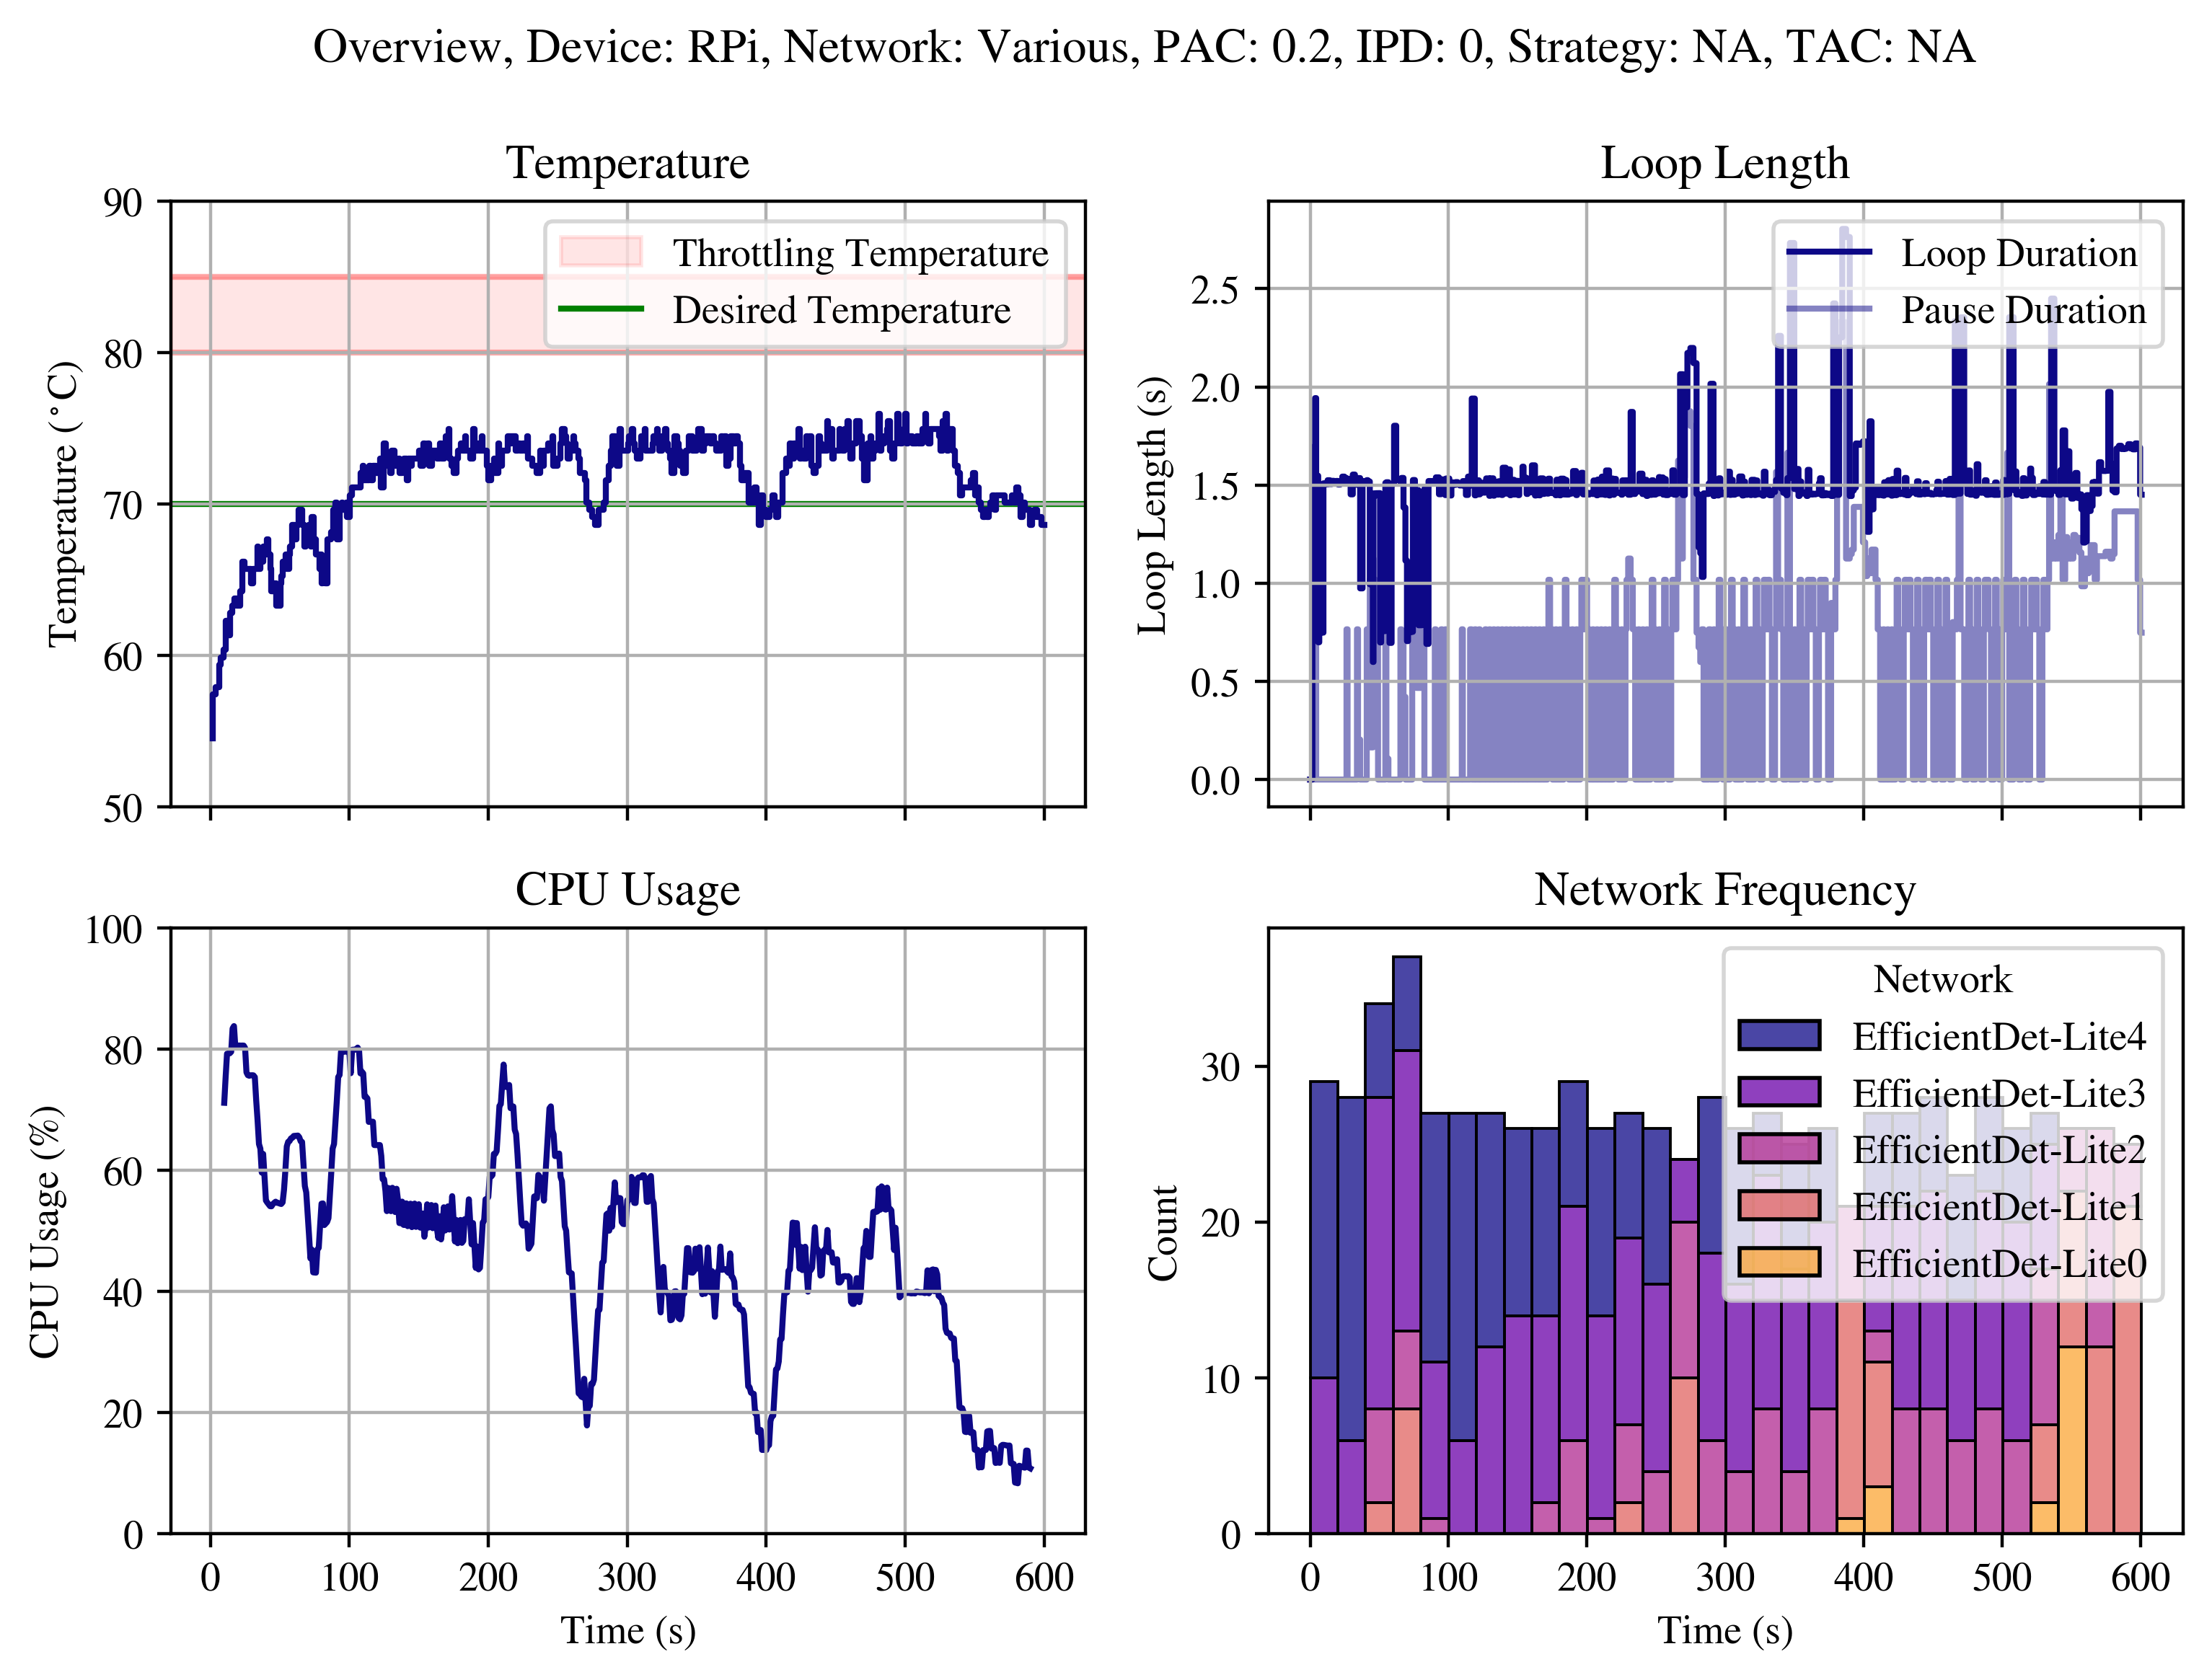 Overview, Device: RPi, Network: Various, PAC: 0.2, IPD: 0, Strategy: NA, TAC: NA
Temperature
90
80
70
60
50
Temperature (°C)
Throttling Temperature
Desired Temperature
Loop Length
2.5
2.0
1.5
1.0
0.5
0.0
Loop Length (s)
Loop Duration
Pause Duration
CPU Usage
100
80
60
40
20
0
CPU Usage (%)
0 100 200 300 400 500 600
Time (s)
Network Frequency
30
20
10
0
Count
Network
EfficientDet-Lite4
EfficientDet-Lite3
EfficientDet-Lite2
EfficientDet-Lite1
EfficientDet-Lite0
0 100 200 300 400 500 600
Time (s)